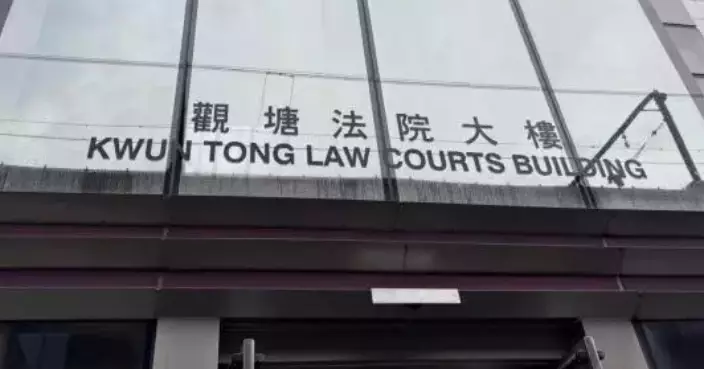 觀塘法院大樓
KWUN TONG LAW COURTS BUILDING